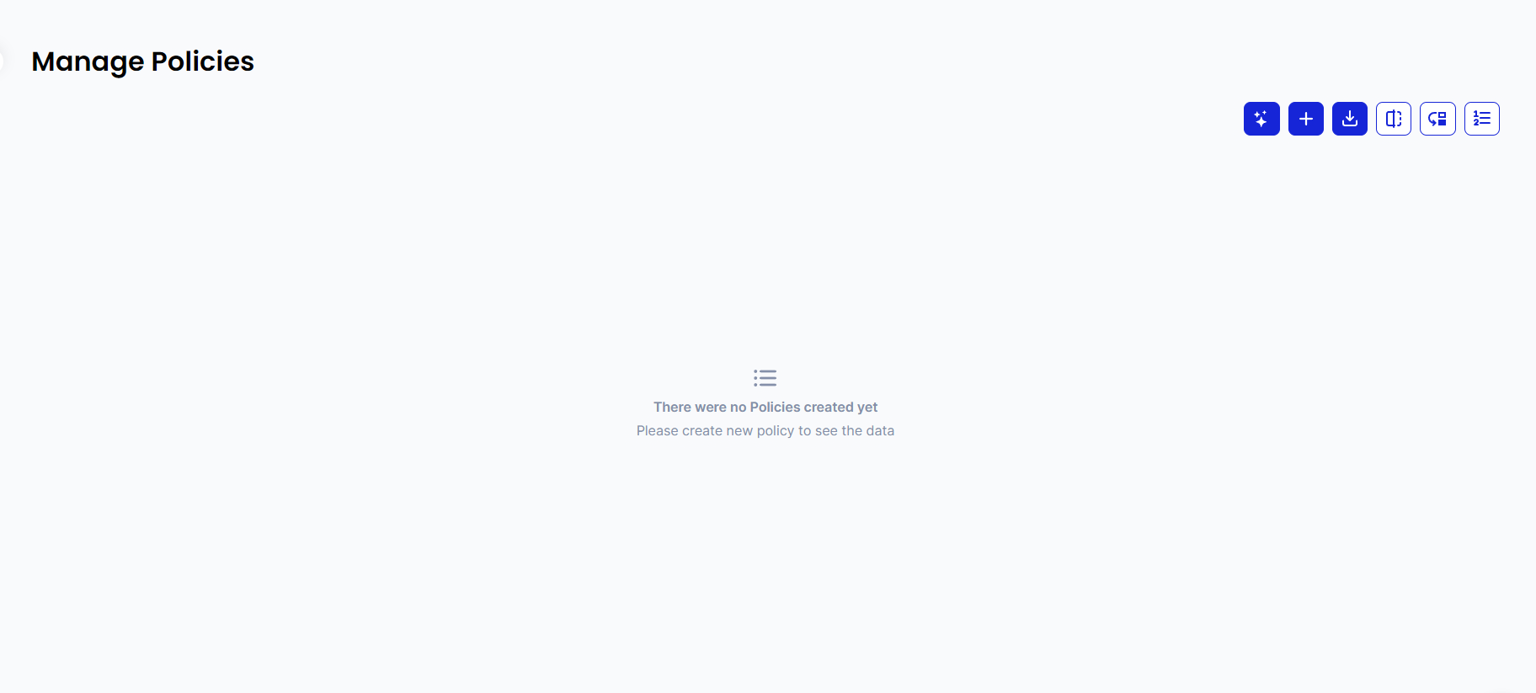 Manage Policies
There were no Policies created yet
Please create new policy to see the data